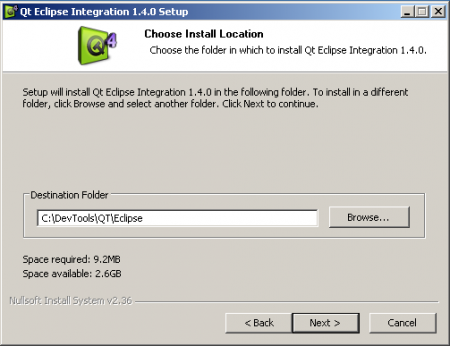 Qt Eclipse Integration 1.4.0 Setup
4
Choose Install Location
Choose the folder in which to install Qt Eclipse Integration 1.4.0.
Setup will install Qt Eclipse Integration 1.4.0 in the following folder. To install in a different
folder, click Browse and select another folder. Click Next to continue.
Destination Folder
C:\DevTools\QT\Eclipse
Browse...
Space required: 9.2MB
Space available: 2.6GB
Nullsoft Install System v2.36
< Back
Next >
Cancel